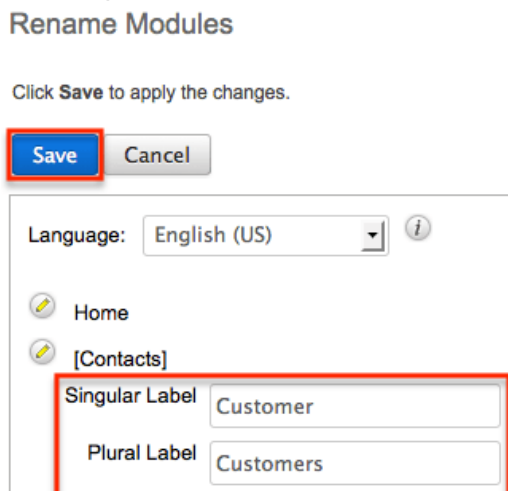 Rename Modules
Click Save to apply the changes.
Save Cancel
Language: English (US) i
Home
[Contacts]
Singular Label Customer
Plural Label Customers